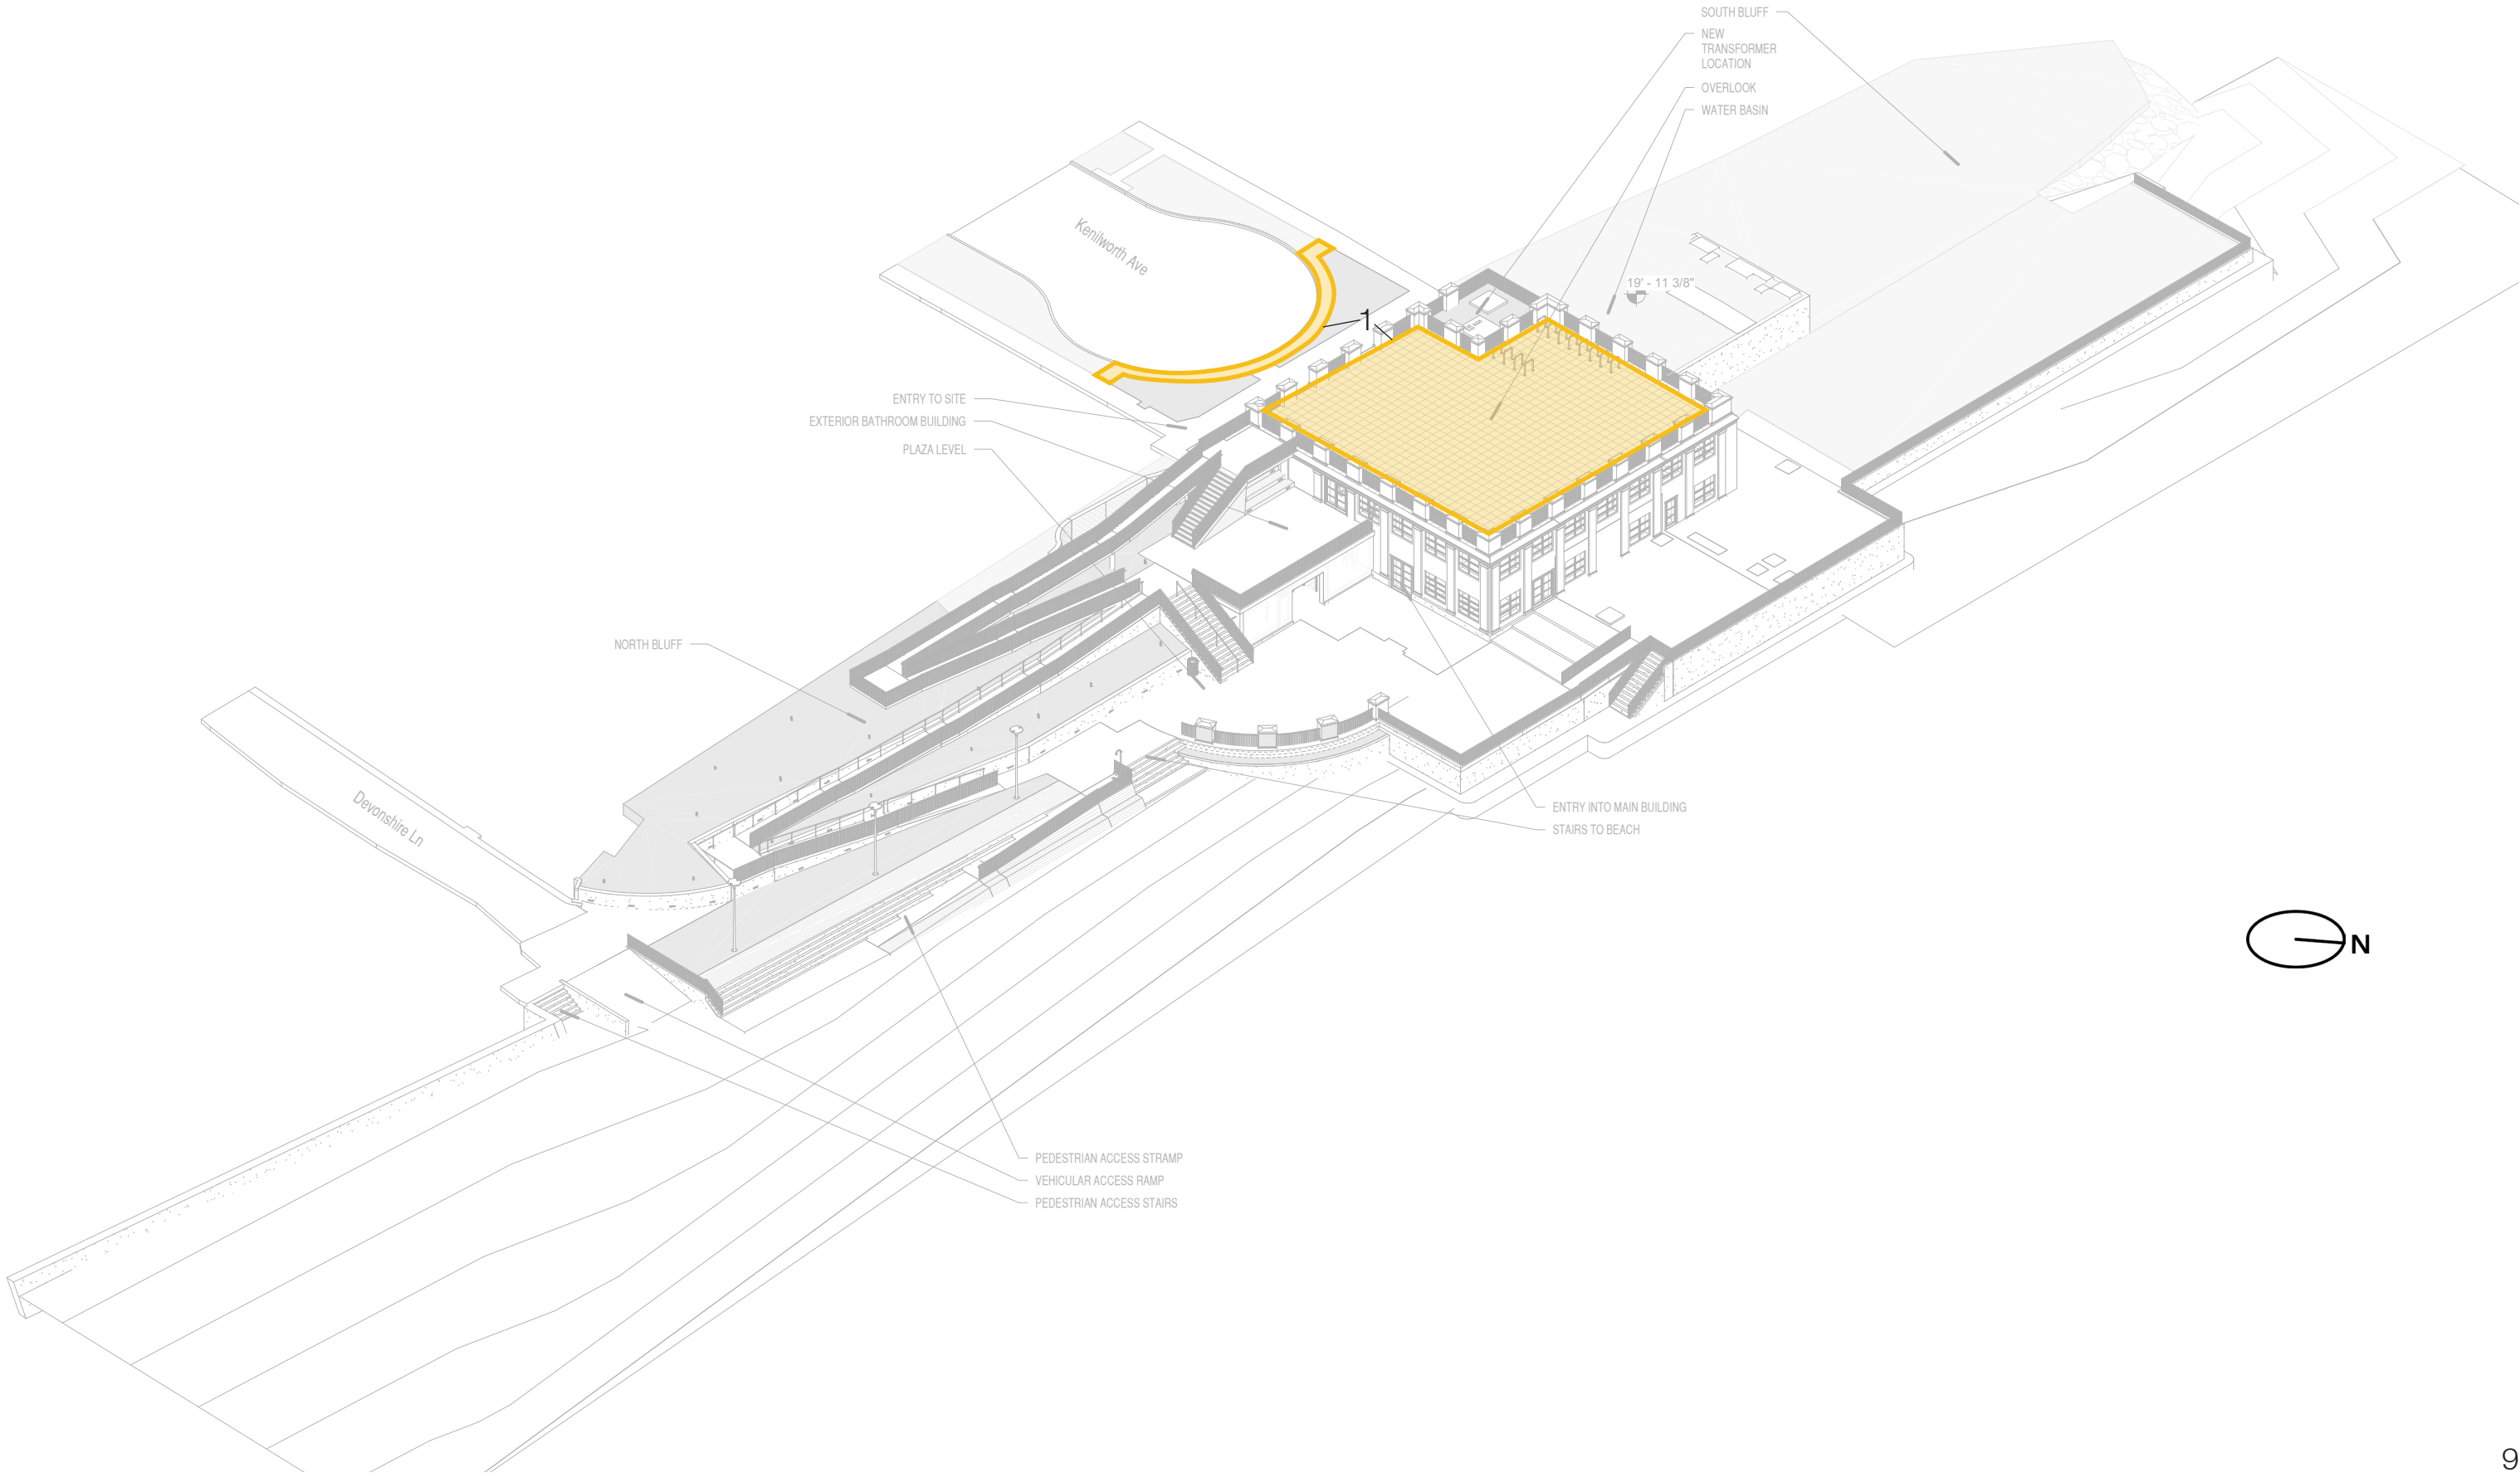 SOUTH BLUFF
NEW
TRANSFORMER
LOCATION
OVERLOOK
WATER BASIN
Kenilworth Ave
19' - 11 3/8"
1
ENTRY TO SITE
EXTERIOR BATHROOM BUILDING
PLAZA LEVEL
NORTH BLUFF
Devonshire Ln
ENTRY INTO MAIN BUILDING
STAIRS TO BEACH
N
PEDESTRIAN ACCESS STRAMP
VEHICULAR ACCESS RAMP
PEDESTRIAN ACCESS STAIRS
9